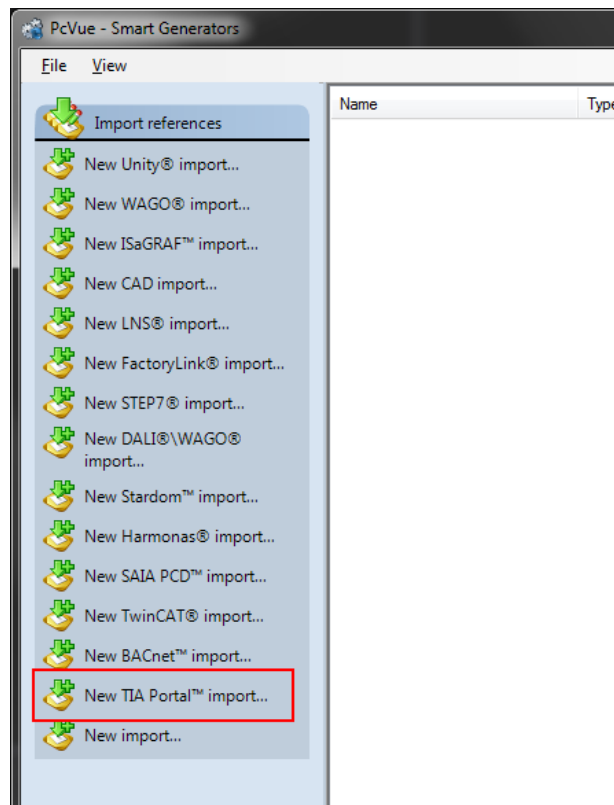 PcVue - Smart Generators
File View
Import references
Name Type
New Unity® import...
New WAGO® import...
New ISaGRAF™ import...
New CAD import...
New LNS® import...
New FactoryLink® import...
New STEP7® import...
New DALI®\WAGO®
import...
New Stardom™ import...
New Harmonas® import...
New SAIA PCD™ import...
New TwinCAT® import...
New BACnet™ import...
New TIA Portal™ import...
New import...